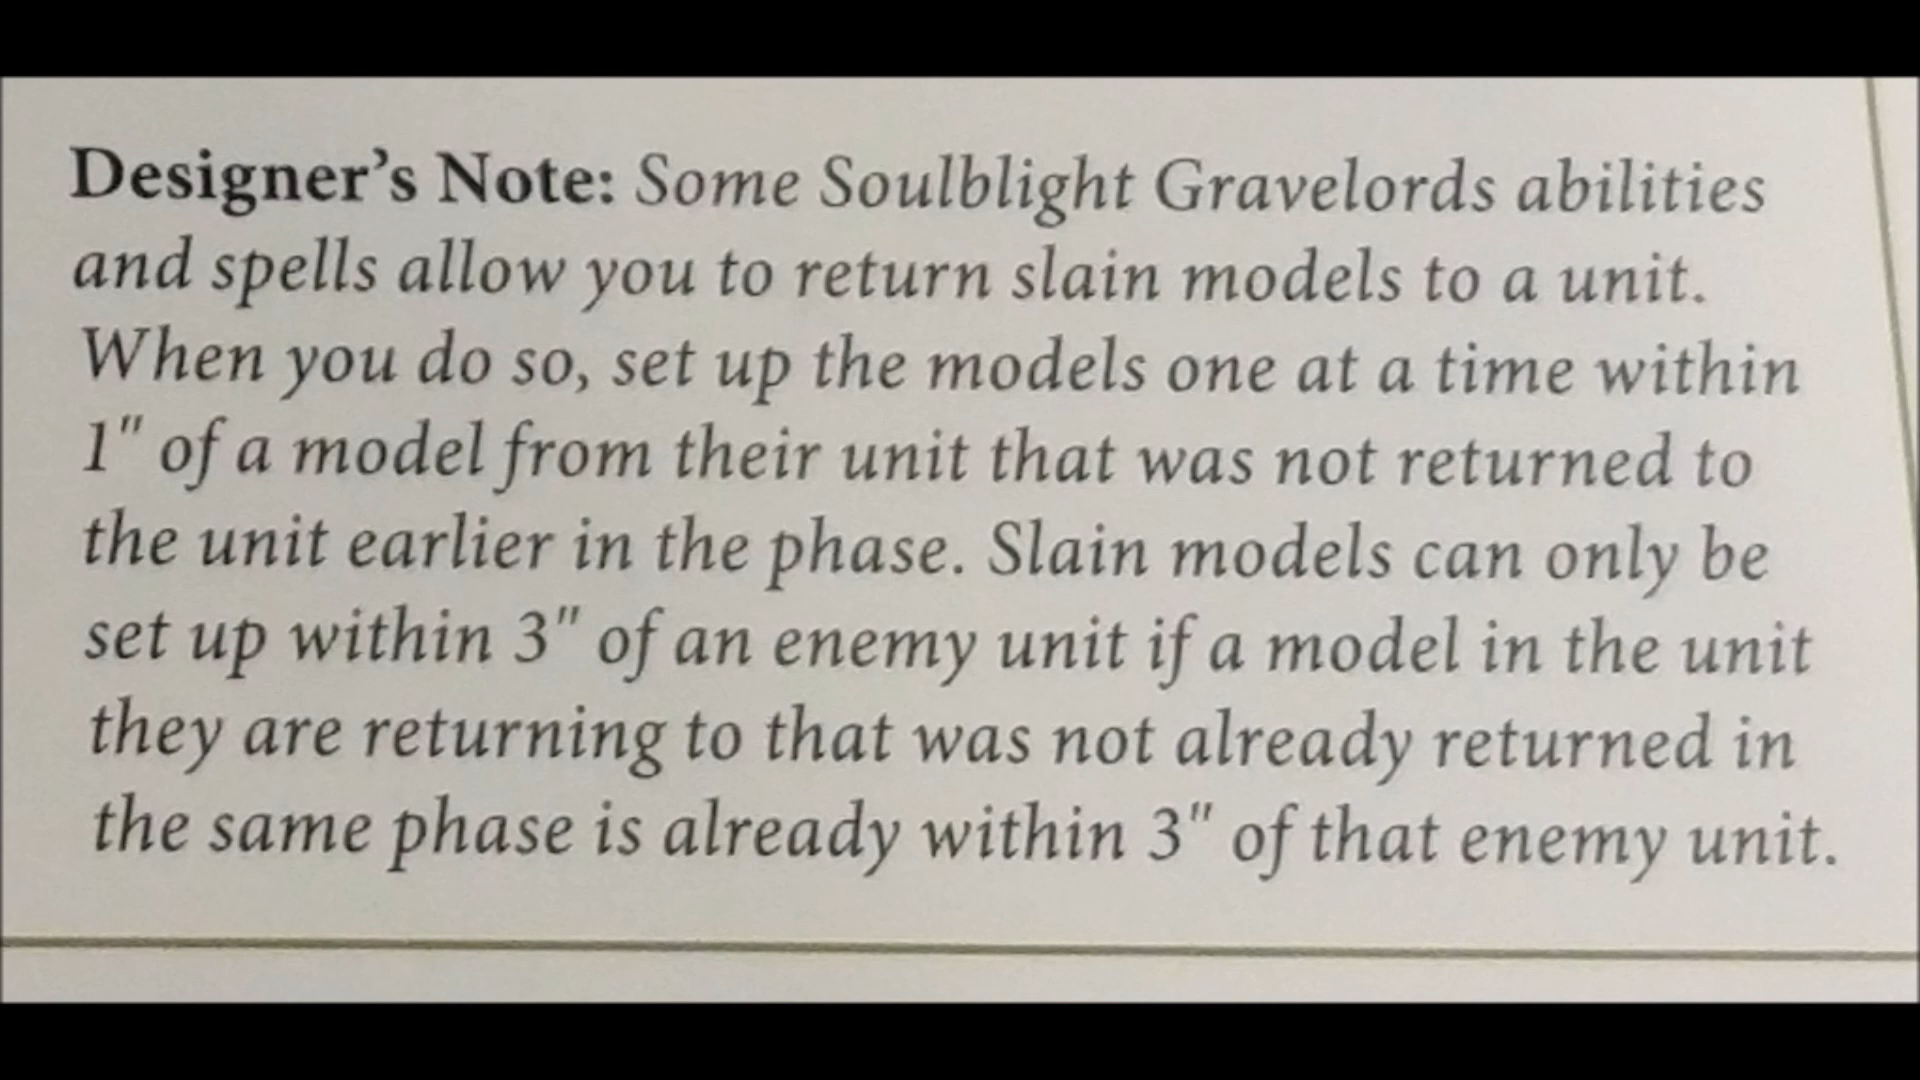 Designer’s Note: Some Soulblight Gravelords abilities
and spells allow you to return slain models to a unit.
When you do so, set up the models one at a time within
1" of a model from their unit that was not returned to
the unit earlier in the phase. Slain models can only be
set up within 3" of an enemy unit if a model in the unit
they are returning to that was not already returned in
the same phase is already within 3" of that enemy unit.